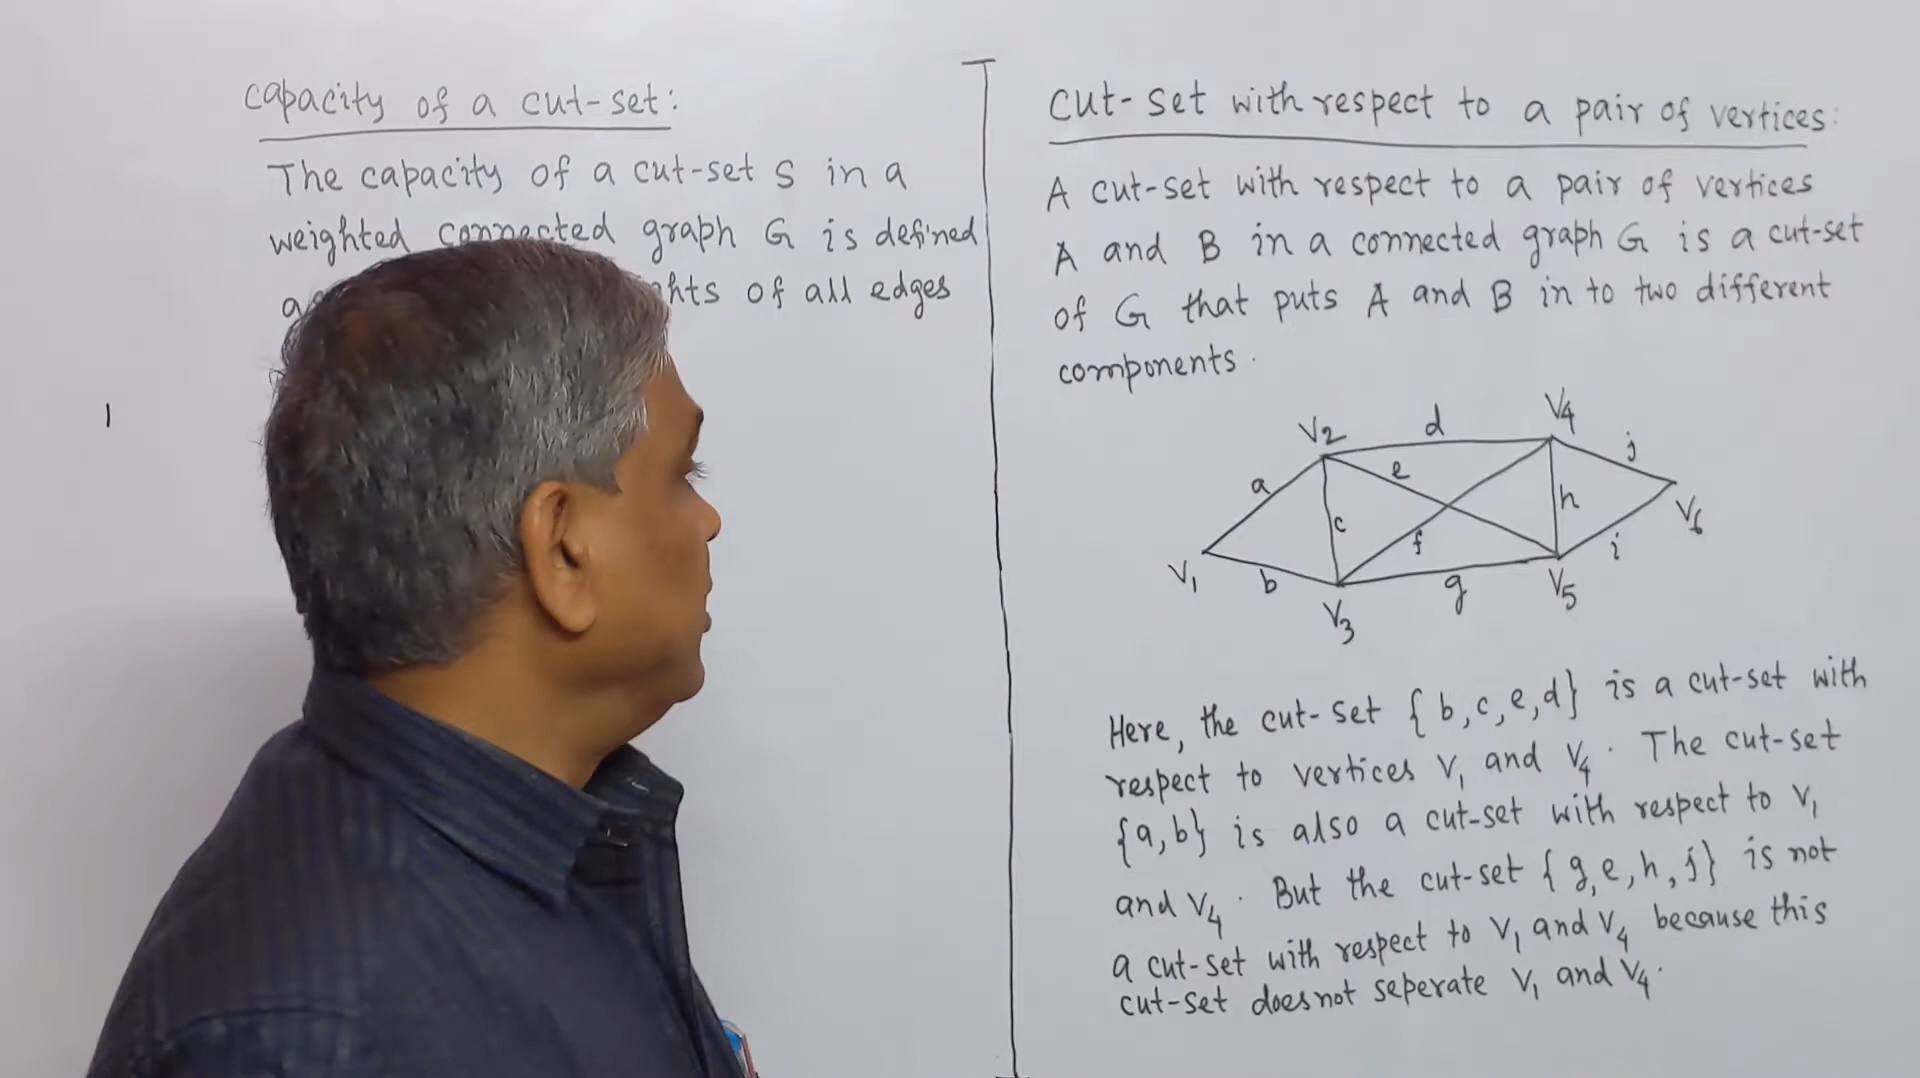 capacity of a cut-set:
The capacity of a cut-set S in a
weighted connected graph G is defined
of all edges
cut-set with respect to a pair of vertices:
A cut-set with respect to a pair of vertices
A and B in a connected graph G is a cut-set
of G that puts A and B in to two different
components.
V4
V2 d j
e
a h
c V6
f i
V1 b g V5
V3
Here, the cut-set {b,c,e,d} is a cut-set with
respect to vertices V1 and V4. The cut-set
{a,b} is also a cut-set with respect to V1
and V4. But the cut-set {g,e,h,j} is not
a cut-set with respect to V1 and V4 because this
cut-set does not seperate V1 and V4.